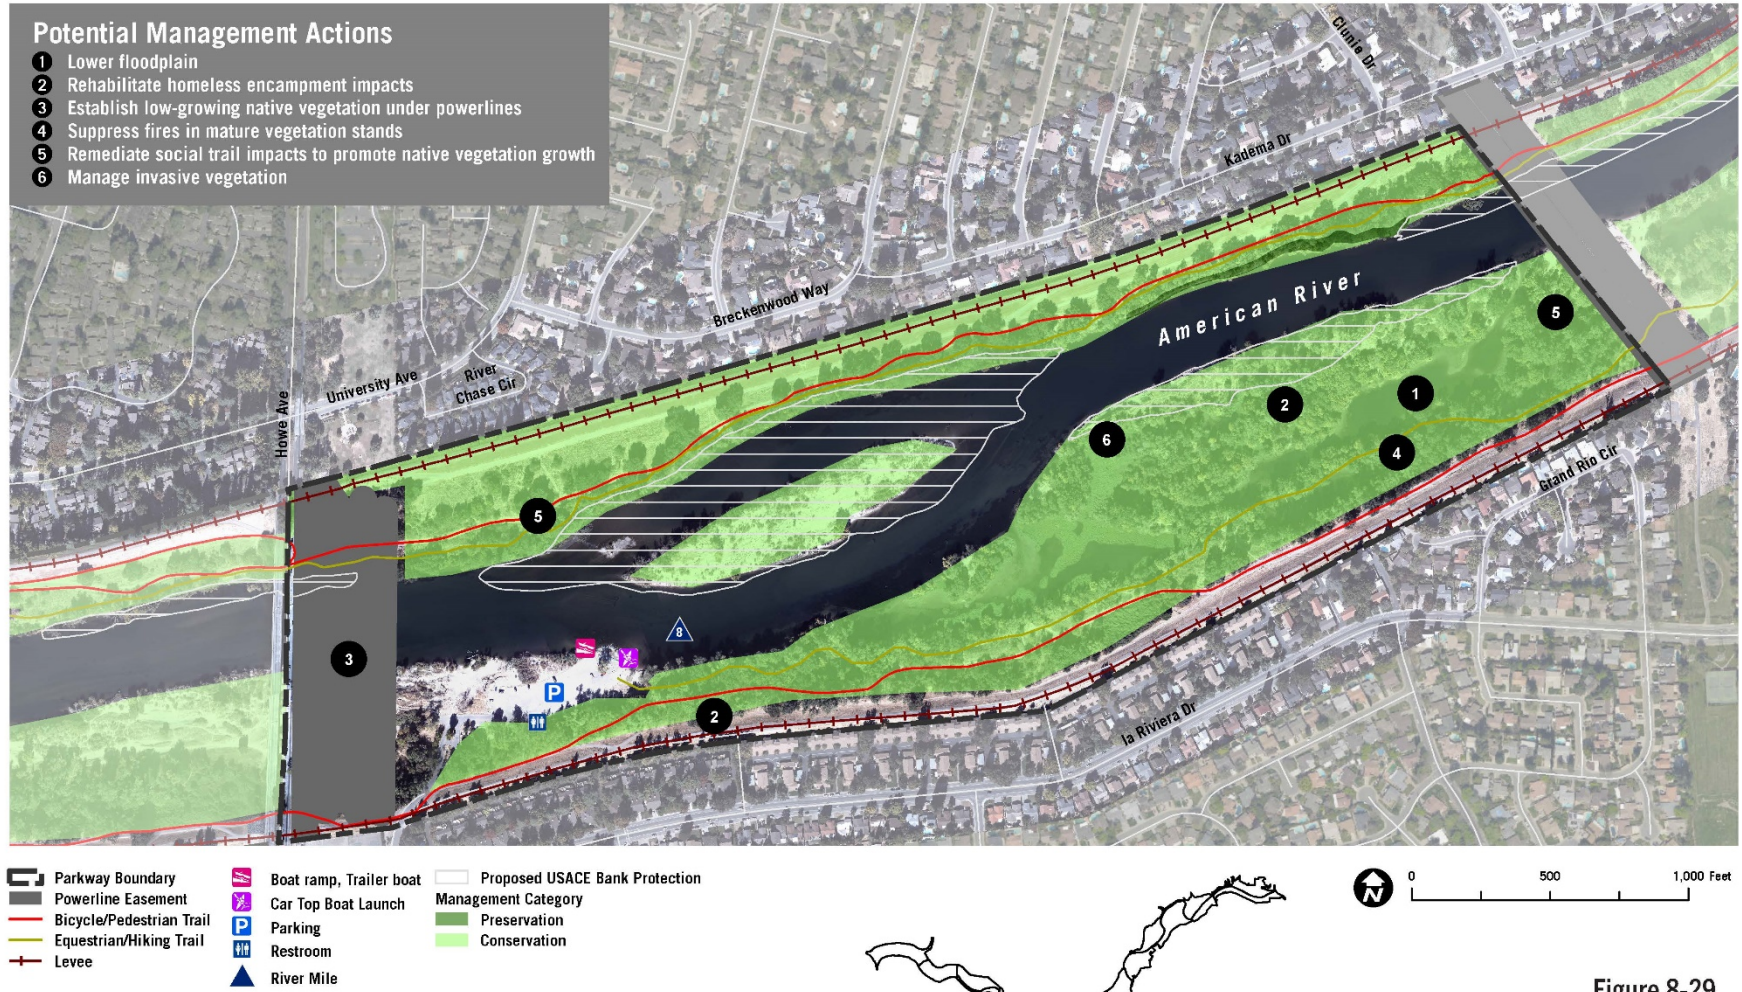 Potential Management Actions
1 Lower floodplain
2 Rehabilitate homeless encampment impacts
3 Establish low-growing native vegetation under powerlines
4 Suppress fires in mature vegetation stands
5 Remediate social trail impacts to promote native vegetation growth
6 Manage invasive vegetation
Clunie Dr
Kadema Dr
Breckenwood Way
American River
University Ave
River
Chase Cir
Howe Ave
5
1
2
6
4
Grand Rio Cir
5
8
3
P
2
la Riviera Dr
Parkway Boundary
Powerline Easement
Bicycle/Pedestrian Trail
Equestrian/Hiking Trail
Levee
Boat ramp, Trailer boat
Car Top Boat Launch
P Parking
Restroom
River Mile
Proposed USACE Bank Protection
Management Category
Preservation
Conservation
N
0 500 1,000 Feet
Figure 8-29